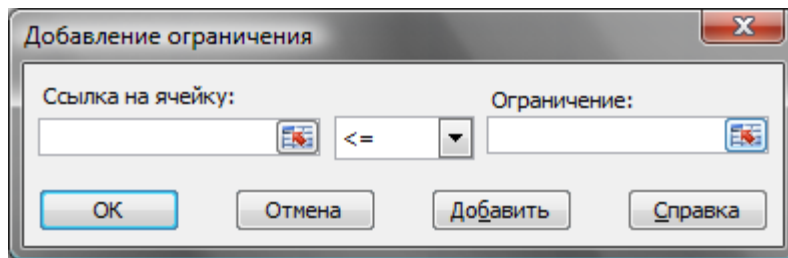 Добавление ограничения
Ссылка на ячейку: Ограничение:
<=
ОК Отмена Добавить Справка